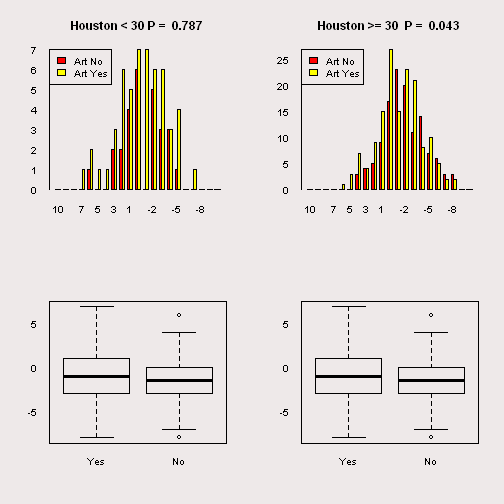 Houston < 30 P = 0.787
Houston >= 30 P = 0.043
Art No
Art Yes
7
6
5
4
3
2
1
0
10 7 5 3 1 -2 -5 -8
Art No
Art Yes
25
20
15
10
5
0
10 7 5 3 1 -2 -5 -8
5
0
-5
Yes No
5
0
-5
Yes No